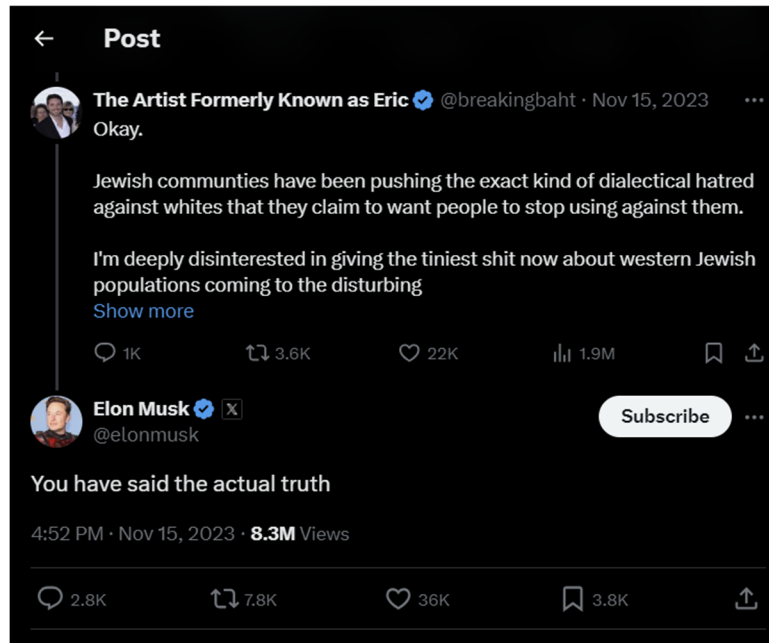 Post
The Artist Formerly Known as Eric @breakingbaht · Nov 15, 2023
Okay.
Jewish communties have been pushing the exact kind of dialectical hatred
against whites that they claim to want people to stop using against them.
I'm deeply disinterested in giving the tiniest shit now about western Jewish
populations coming to the disturbing
Show more
1K 3.6K 22K 1.9M
Elon Musk X
@elonmusk
Subscribe
You have said the actual truth
4:52 PM · Nov 15, 2023 · 8.3M Views
2.8K 7.8K 36K 3.8K